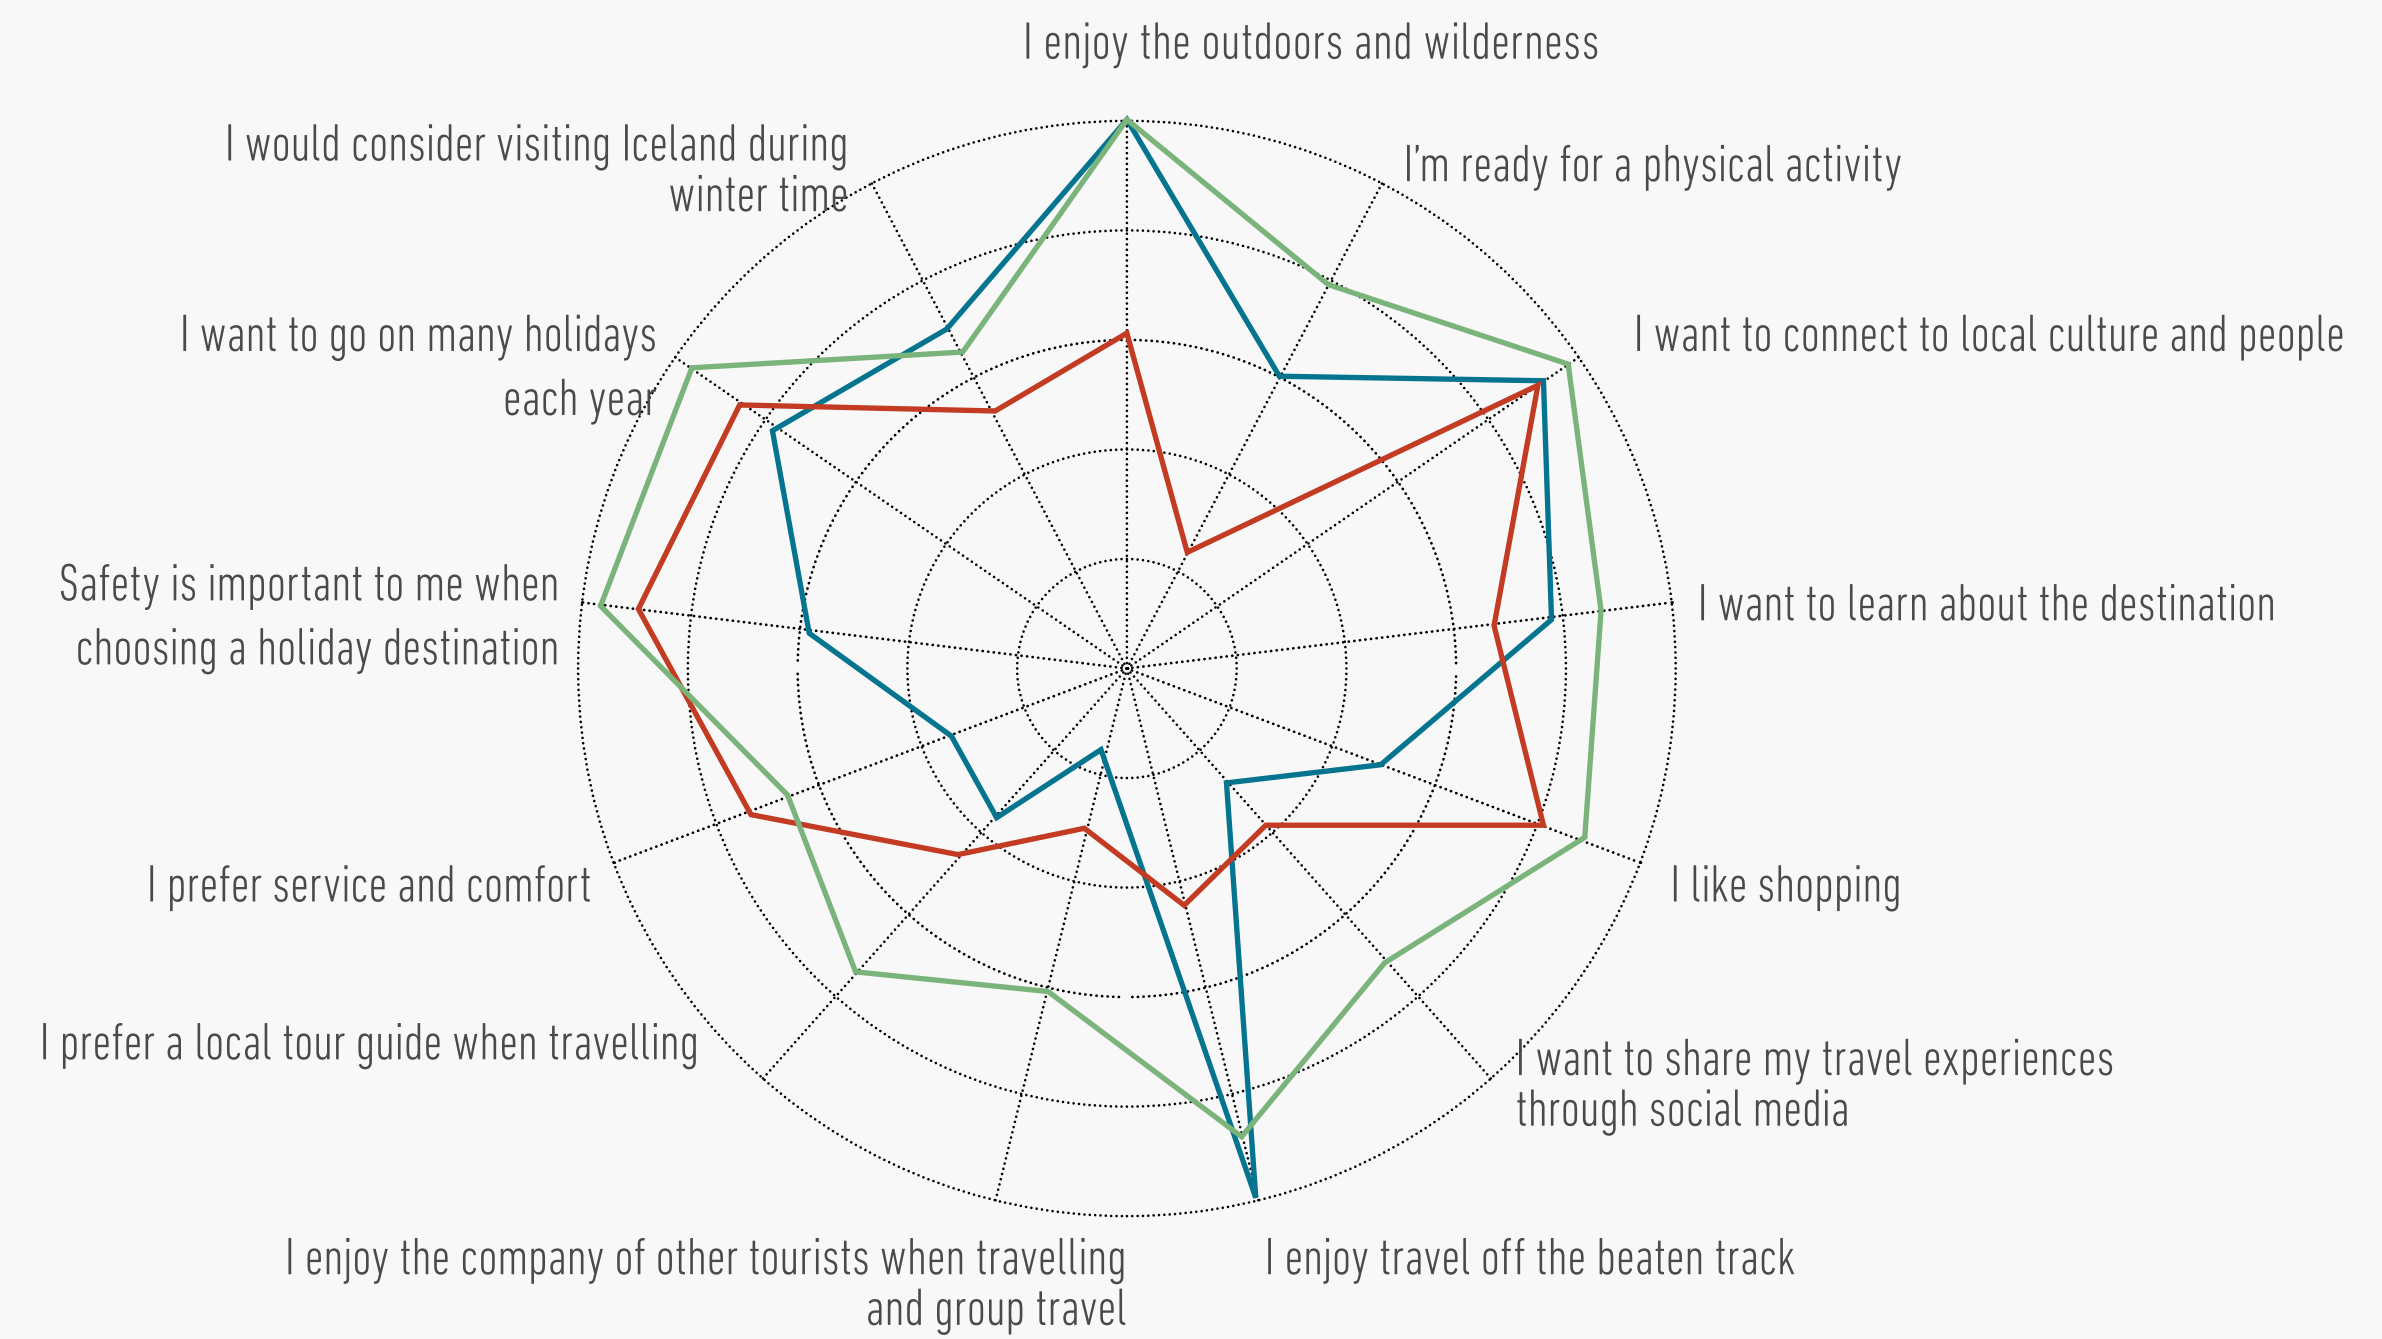 I enjoy the outdoors and wilderness
I would consider visiting Iceland during
winter time
I'm ready for a physical activity
I want to go on many holidays
each year
I want to connect to local culture and people
Safety is important to me when
choosing a holiday destination
I want to learn about the destination
I prefer service and comfort
I like shopping
I prefer a local tour guide when travelling
I want to share my travel experiences
through social media
I enjoy the company of other tourists when travelling
and group travel
I enjoy travel off the beaten track